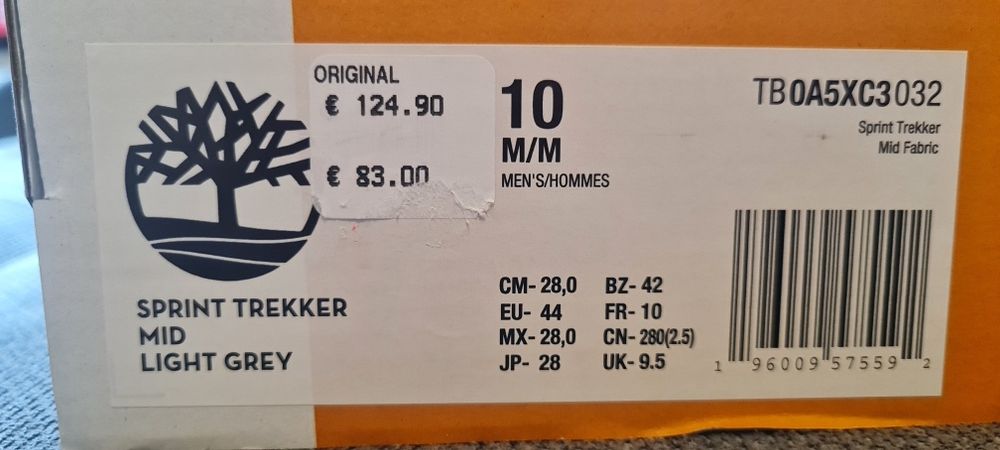 ORIGINAL
€ 124.90
€ 83.00
SPRINT TREKKER
MID
LIGHT GREY
10
M/M
MEN'S/HOMMES
CM- 28,0 BZ- 42
EU- 44 FR- 10
MX- 28,0 CN- 280(2.5)
JP- 28 UK- 9.5
TB0A5XC3032
Sprint Trekker
Mid Fabric
1 96009 57559 2